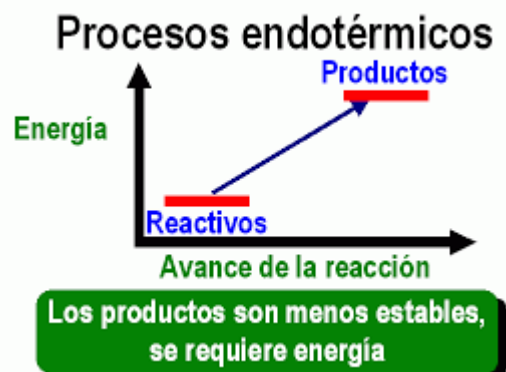 Procesos endotérmicos
Productos
Energía
Reactivos
Avance de la reacción
Los productos son menos estables,
se requiere energía